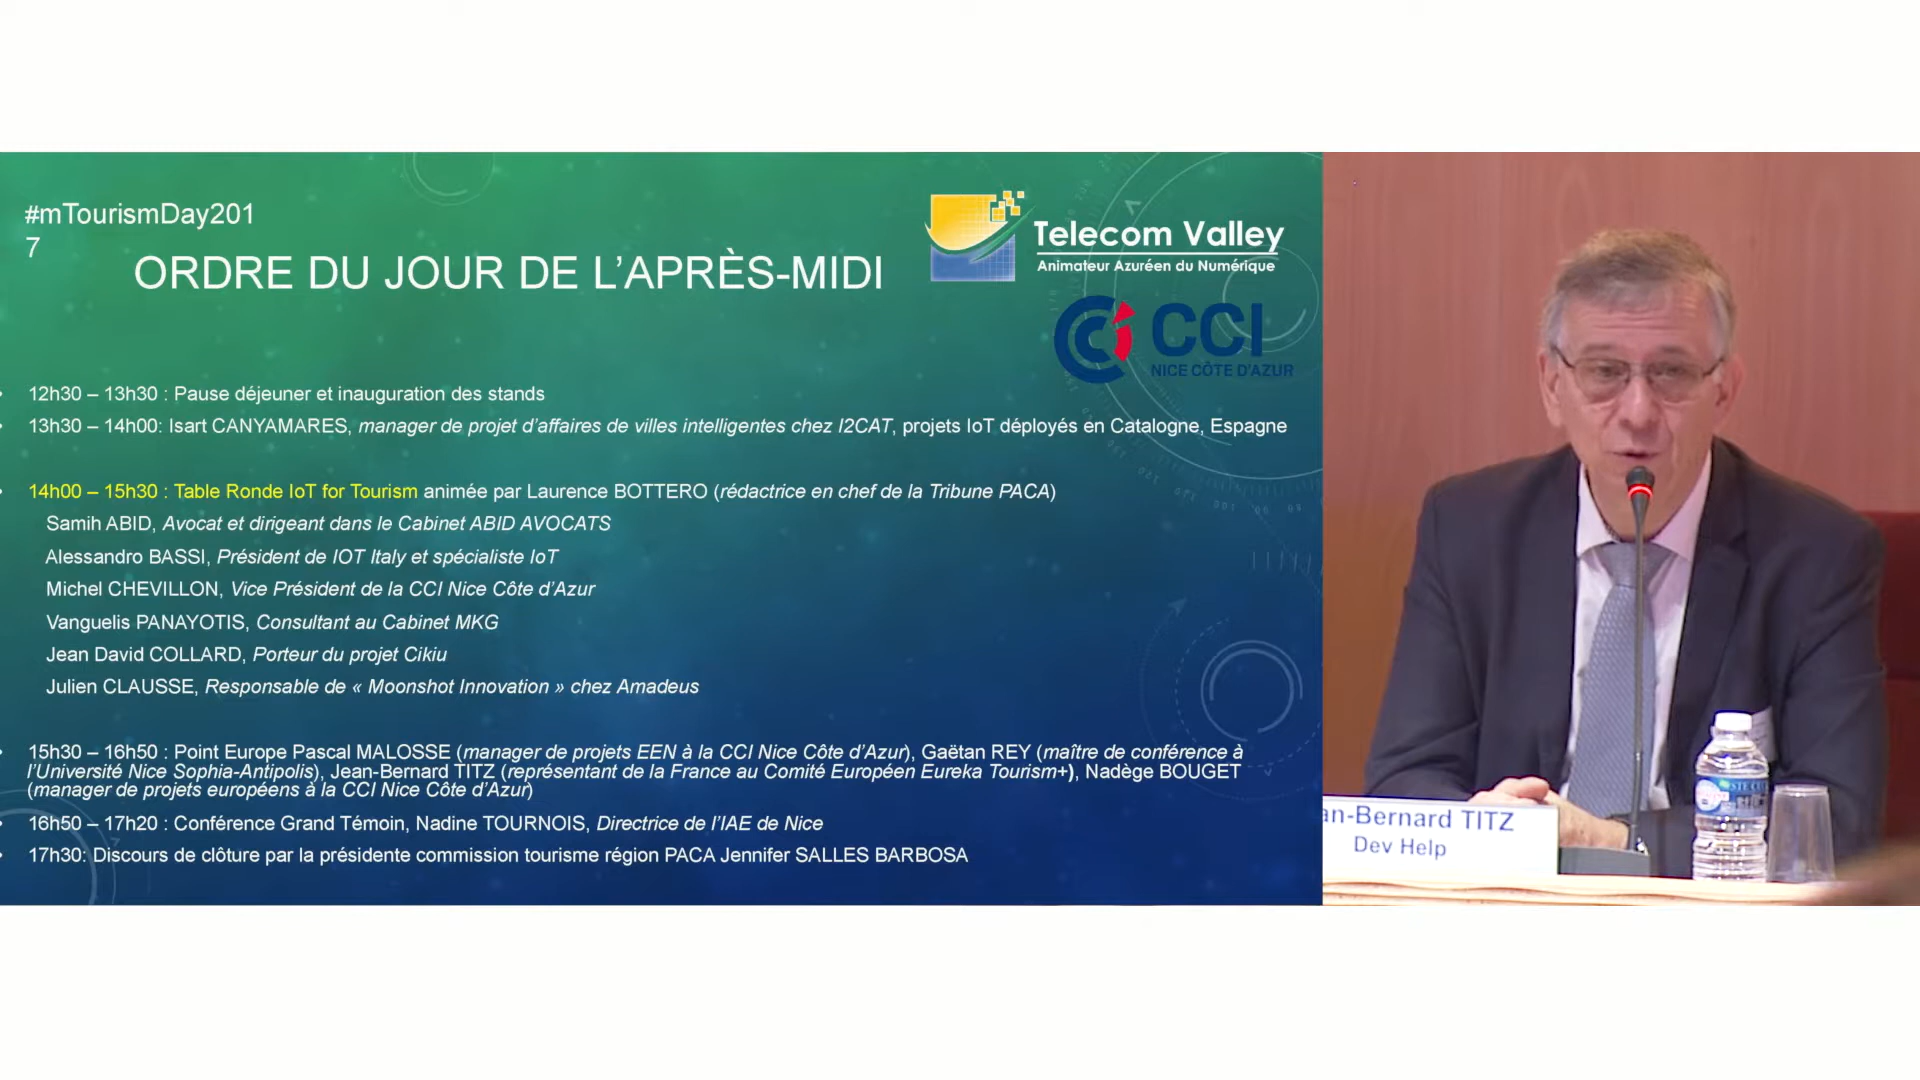 #mTourismDay201
7
ORDRE DU JOUR DE L'APRÈS-MIDI
Telecom Valley
Animateur Azuréen du Numérique
CCI
NICE CÔTE D'AZUR
12h30 – 13h30 : Pause déjeuner et inauguration des stands
13h30 – 14h00: Isart CANYAMARES, manager de projet d'affaires de villes intelligentes chez I2CAT, projets IoT déployés en Catalogne, Espagne
14h00 – 15h30 : Table Ronde IoT for Tourism animée par Laurence BOTTERO (rédactrice en chef de la Tribune PACA)
Samih ABID, Avocat et dirigeant dans le Cabinet ABID AVOCATS
Alessandro BASSI, Président de IOT Italy et spécialiste IoT
Michel CHEVILLON, Vice Président de la CCI Nice Côte d'Azur
Vanguelis PANAYOTIS, Consultant au Cabinet MKG
Jean David COLLARD, Porteur du projet Cikiu
Julien CLAUSSE, Responsable de « Moonshot Innovation » chez Amadeus
15h30 – 16h50 : Point Europe Pascal MALOSSE (manager de projets EEN à la CCI Nice Côte d'Azur), Gaëtan REY (maître de conférence à
l'Université Nice Sophia-Antipolis), Jean-Bernard TITZ (représentant de la France au Comité Européen Eureka Tourism+), Nadège BOUGET
(manager de projets européens à la CCI Nice Côte d'Azur)
16h50 – 17h20 : Conférence Grand Témoin, Nadine TOURNOIS, Directrice de l'IAE de Nice
17h30: Discours de clôture par la présidente commission tourisme région PACA Jennifer SALLES BARBOSA
an-Bernard TITZ
Dev Help